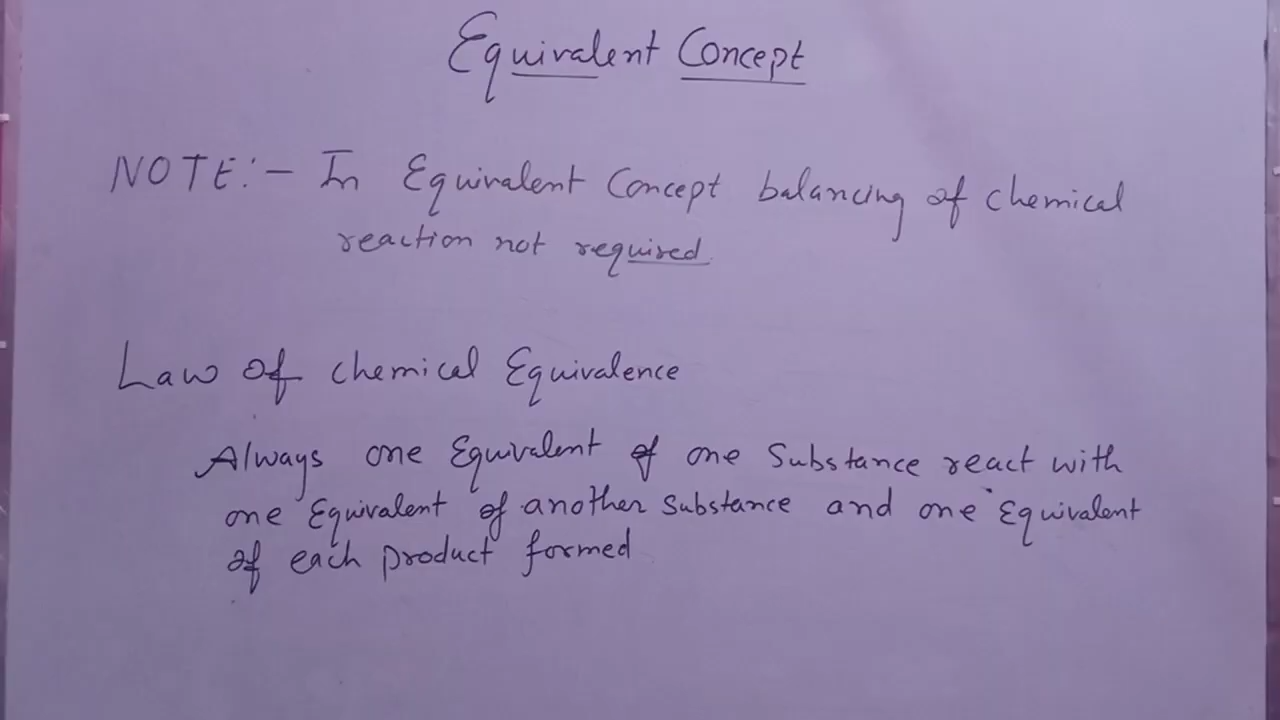 Equivalent Concept
NOTE:- In Equivalent Concept balancing of chemical
reaction not required.
Law of chemical Equivalence
Always one Equivalent of one Substance react with
one Equivalent of another substance and one Equivalent
of each product formed